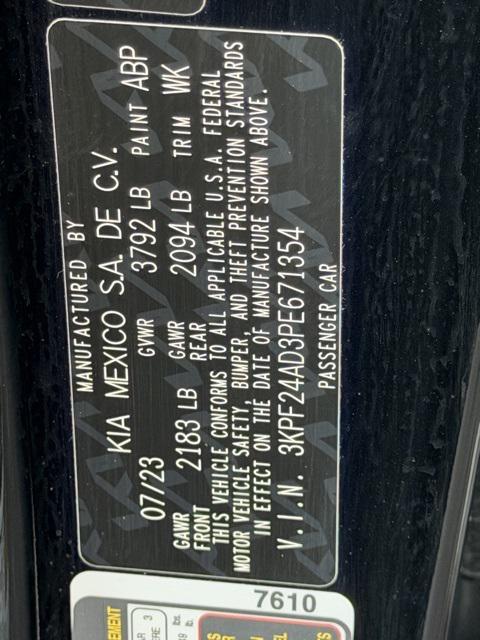 MANUFACTURED BY
KIA MEXICO S.A. DE C.V.
07/23 GVWR 3792 LB PAINT ABP
GAWR FRONT 2183 LB GAWR REAR 2094 LB TRIM WK
THIS VEHICLE CONFORMS TO ALL APPLICABLE U.S.A. FEDERAL
MOTOR VEHICLE SAFETY, BUMPER, AND THEFT PREVENTION STANDARDS
IN EFFECT ON THE DATE OF MANUFACTURE SHOWN ABOVE.
V.I.N. 3KPF24AD3PE671354
PASSENGER CAR
7610